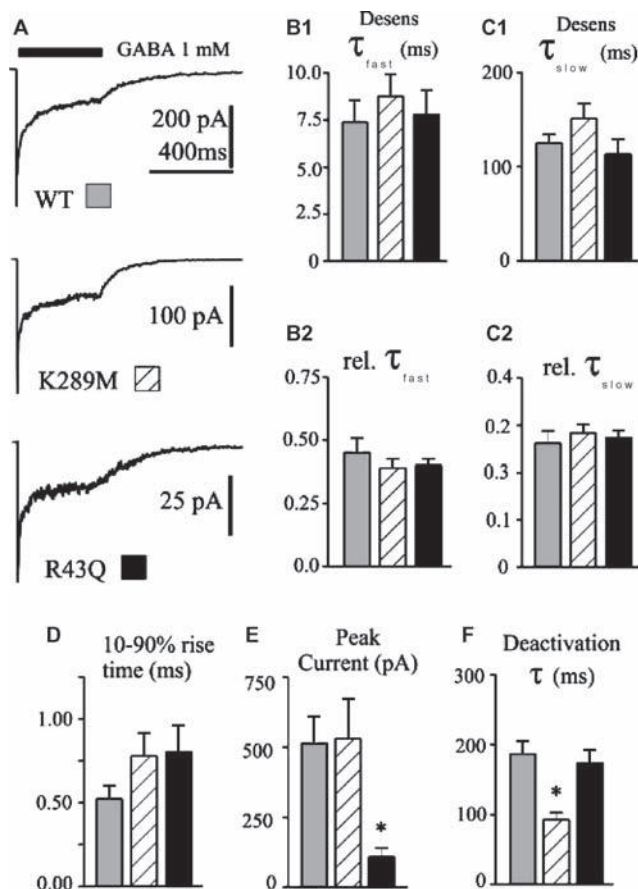 A
GABA 1 mM
200 pA
400ms
WT
100 pA
K289M
25 pA
R43Q
B1
Desens
τ fast (ms)
10.0
7.5
5.0
2.5
0
C1
Desens
τ slow (ms)
200
100
0
B2
rel. τ fast
0.75
0.50
0.25
0.0
C2
rel. τ slow
0.4
0.2
0.3
0.1
0
D
10-90% rise
time (ms)
1.00
0.50
0.00
E
Peak
Current (pA)
750
500
250
0
*
F
Deactivation
τ (ms)
300
200
100
0
*